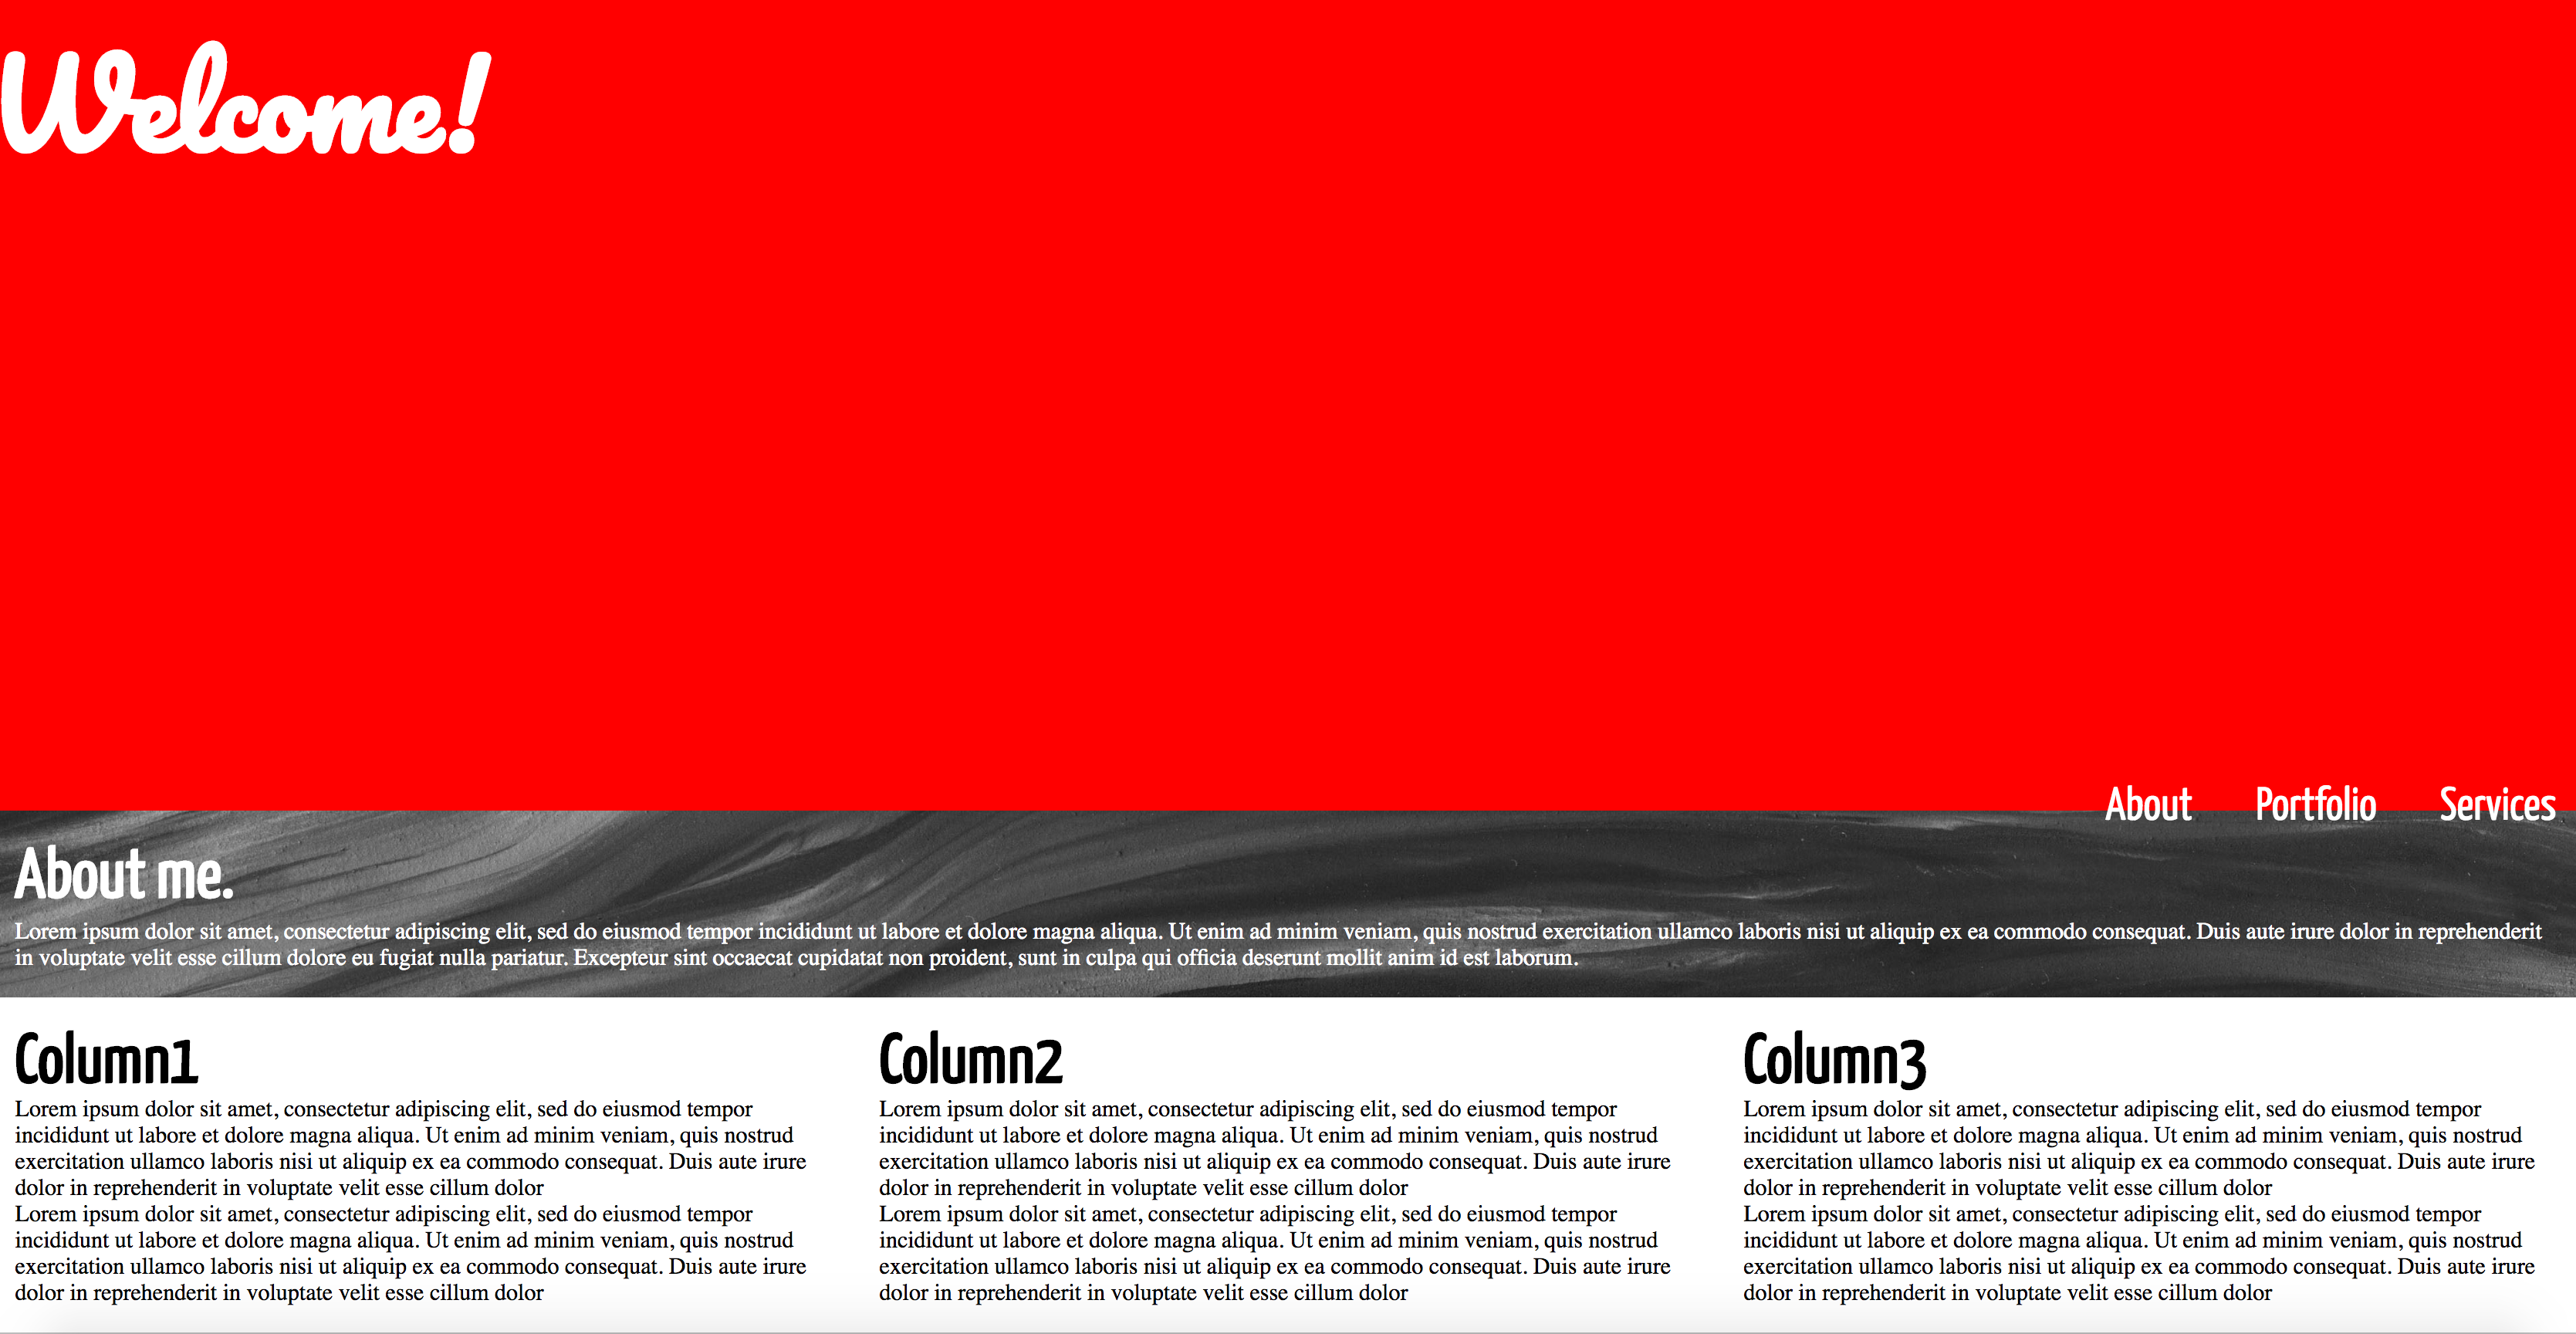 Welcome!
About Portfolio Services
About me.
Lorem ipsum dolor sit amet, consectetur adipiscing elit, sed do eiusmod tempor incididunt ut labore et dolore magna aliqua. Ut enim ad minim veniam, quis nostrud exercitation ullamco laboris nisi ut aliquip ex ea commodo consequat. Duis aute irure dolor in reprehenderit
in voluptate velit esse cillum dolore eu fugiat nulla pariatur. Excepteur sint occaecat cupidatat non proident, sunt in culpa qui officia deserunt mollit anim id est laborum.
Column1
Lorem ipsum dolor sit amet, consectetur adipiscing elit, sed do eiusmod tempor
incididunt ut labore et dolore magna aliqua. Ut enim ad minim veniam, quis nostrud
exercitation ullamco laboris nisi ut aliquip ex ea commodo consequat. Duis aute irure
dolor in reprehenderit in voluptate velit esse cillum dolor
Lorem ipsum dolor sit amet, consectetur adipiscing elit, sed do eiusmod tempor
incididunt ut labore et dolore magna aliqua. Ut enim ad minim veniam, quis nostrud
exercitation ullamco laboris nisi ut aliquip ex ea commodo consequat. Duis aute irure
dolor in reprehenderit in voluptate velit esse cillum dolor
Column2
Lorem ipsum dolor sit amet, consectetur adipiscing elit, sed do eiusmod tempor
incididunt ut labore et dolore magna aliqua. Ut enim ad minim veniam, quis nostrud
exercitation ullamco laboris nisi ut aliquip ex ea commodo consequat. Duis aute irure
dolor in reprehenderit in voluptate velit esse cillum dolor
Lorem ipsum dolor sit amet, consectetur adipiscing elit, sed do eiusmod tempor
incididunt ut labore et dolore magna aliqua. Ut enim ad minim veniam, quis nostrud
exercitation ullamco laboris nisi ut aliquip ex ea commodo consequat. Duis aute irure
dolor in reprehenderit in voluptate velit esse cillum dolor
Column3
Lorem ipsum dolor sit amet, consectetur adipiscing elit, sed do eiusmod tempor
incididunt ut labore et dolore magna aliqua. Ut enim ad minim veniam, quis nostrud
exercitation ullamco laboris nisi ut aliquip ex ea commodo consequat. Duis aute irure
dolor in reprehenderit in voluptate velit esse cillum dolor
Lorem ipsum dolor sit amet, consectetur adipiscing elit, sed do eiusmod tempor
incididunt ut labore et dolore magna aliqua. Ut enim ad minim veniam, quis nostrud
exercitation ullamco laboris nisi ut aliquip ex ea commodo consequat. Duis aute irure
dolor in reprehenderit in voluptate velit esse cillum dolor